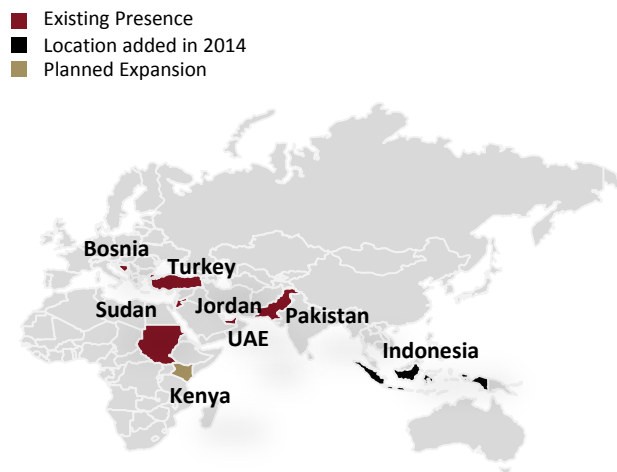 Existing Presence
Location added in 2014
Planned Expansion
Bosnia
Turkey
Sudan
Jordan
Pakistan
UAE
Indonesia
Kenya